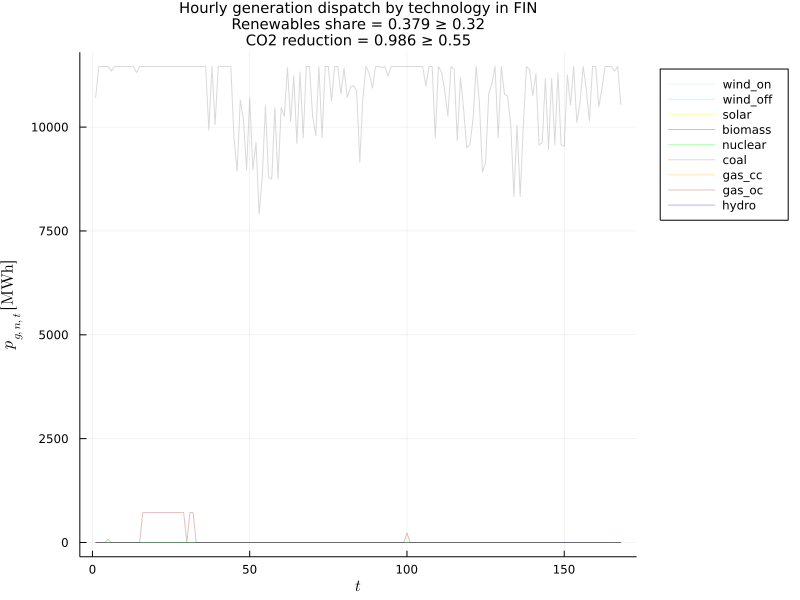 Hourly generation dispatch by technology in FIN
Renewables share = 0.379 ≥ 0.32
CO2 reduction = 0.986 ≥ 0.55
wind_on
wind_off
solar
biomass
nuclear
coal
gas_cc
gas_oc
hydro
p_{g,n,t} [MWh]
10000
7500
5000
2500
0
0
50
100
150
t